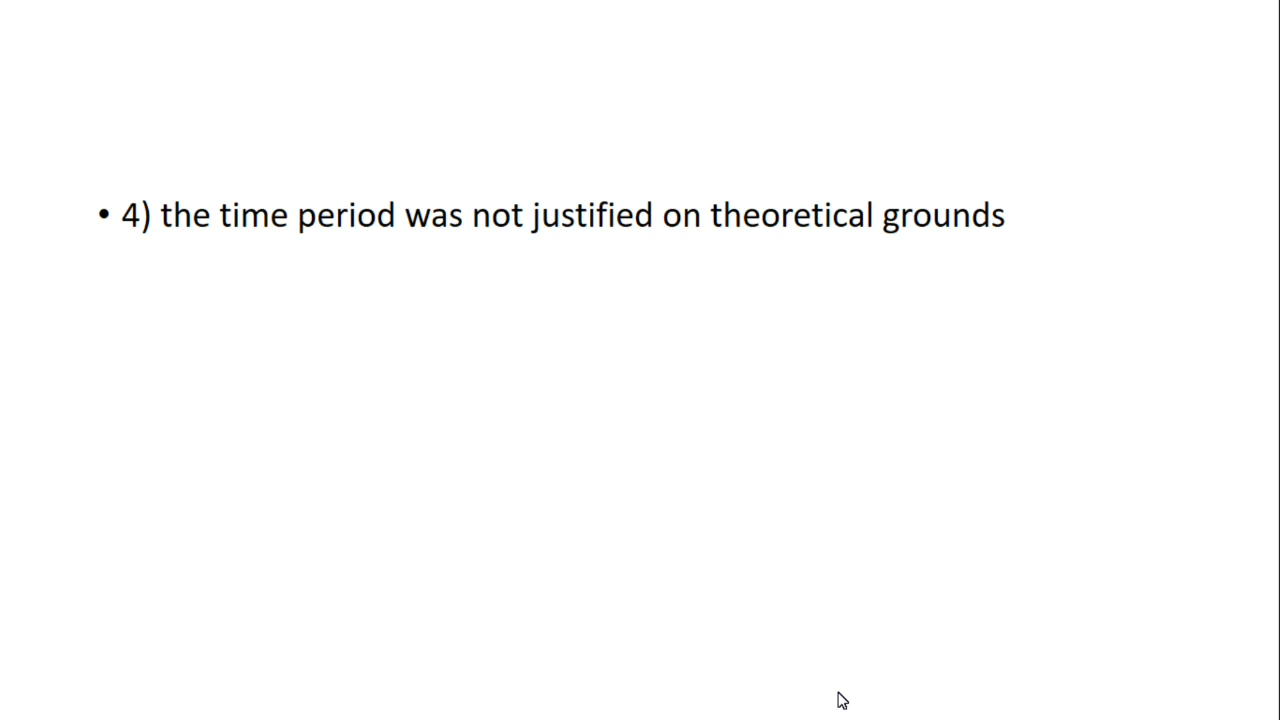 • 4) the time period was not justified on theoretical grounds